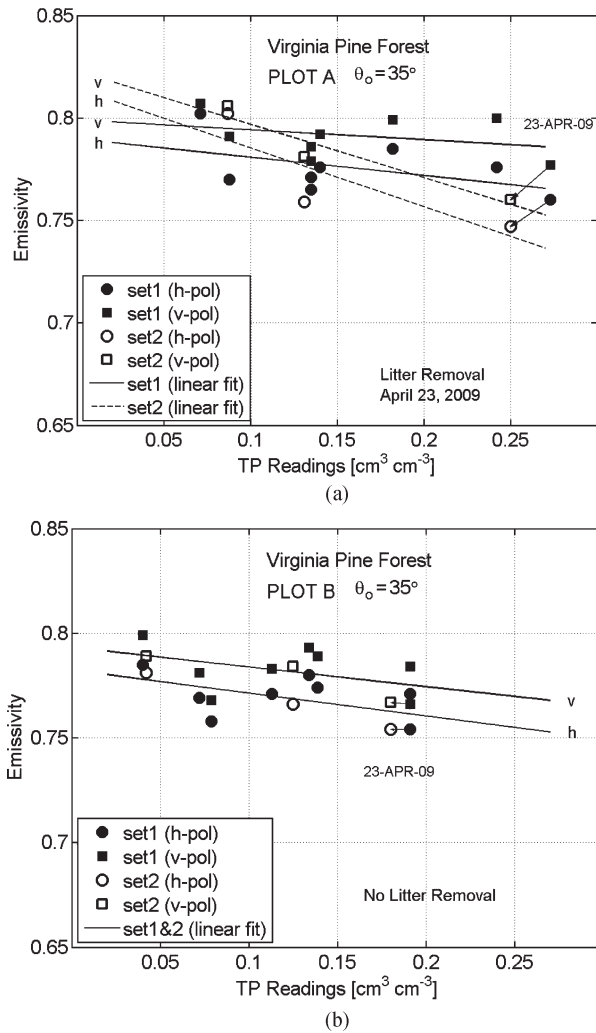 0.85
Virginia Pine Forest
PLOT A θo = 35°
v
h
v
h
0.8
23-APR-09
0.75
Emissivity
set1 (h-pol)
set1 (v-pol)
set2 (h-pol)
set2 (v-pol)
set1 (linear fit)
set2 (linear fit)
0.7
Litter Removal
April 23, 2009
0.65
0.05 0.1 0.15 0.2 0.25
TP Readings [cm³ cm⁻³]
(a)
0.85
Virginia Pine Forest
PLOT B θo = 35°
0.8
v
h
0.75
23-APR-09
Emissivity
set1 (h-pol)
set1 (v-pol)
set2 (h-pol)
set2 (v-pol)
set1&2 (linear fit)
0.7
No Litter Removal
0.65
0.05 0.1 0.15 0.2 0.25
TP Readings [cm³ cm⁻³]
(b)